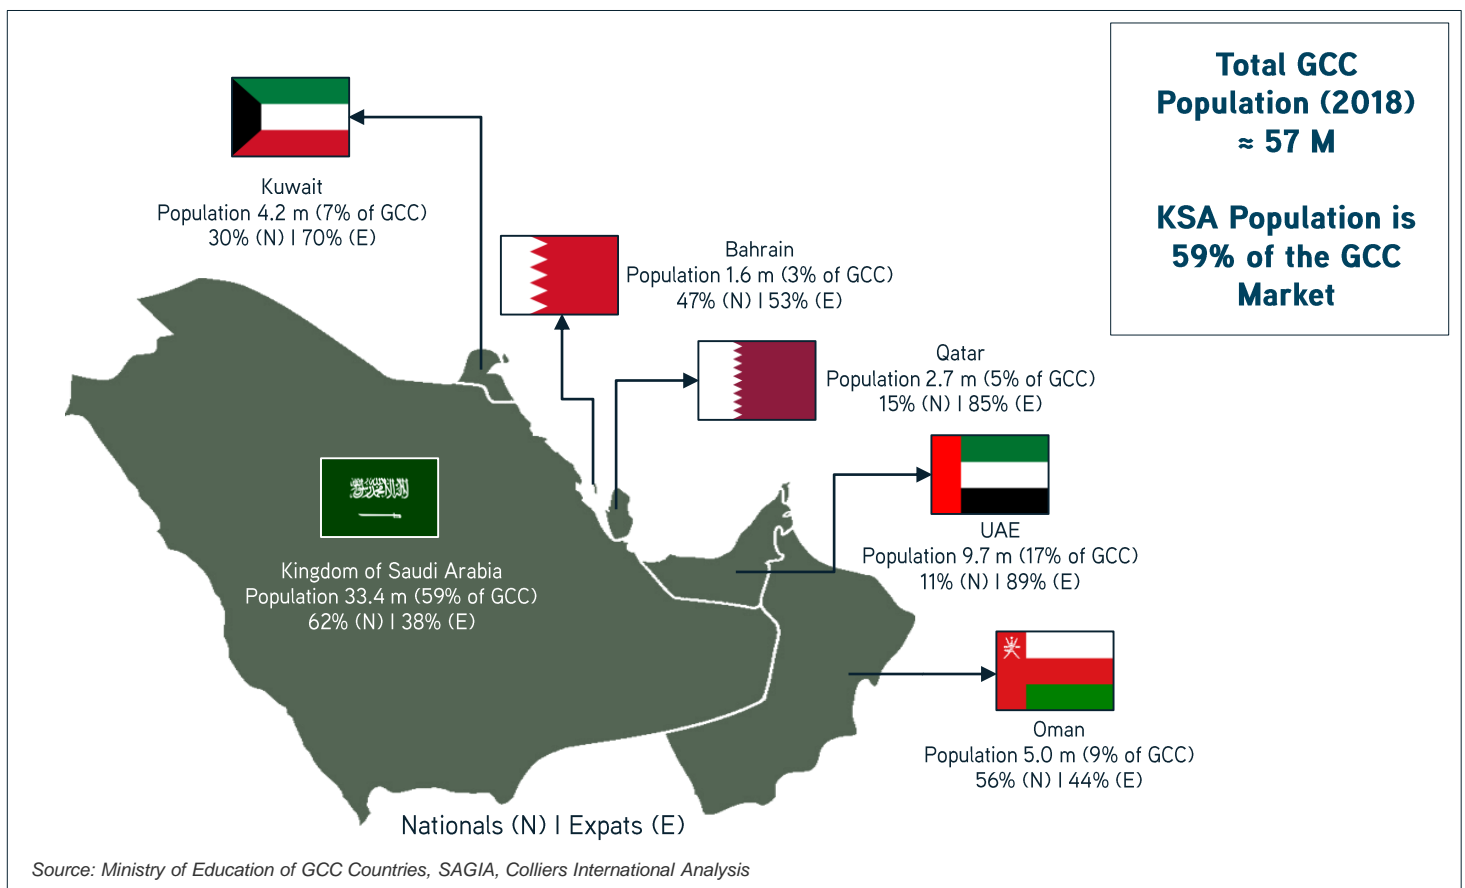 Total GCC
Population (2018)
≈ 57 M
KSA Population is
59% of the GCC
Market
Kuwait
Population 4.2 m (7% of GCC)
30% (N) I 70% (E)
Bahrain
Population 1.6 m (3% of GCC)
47% (N) I 53% (E)
Qatar
Population 2.7 m (5% of GCC)
15% (N) I 85% (E)
UAE
Population 9.7 m (17% of GCC)
11% (N) I 89% (E)
Kingdom of Saudi Arabia
Population 33.4 m (59% of GCC)
62% (N) I 38% (E)
Oman
Population 5.0 m (9% of GCC)
56% (N) I 44% (E)
Nationals (N) I Expats (E)
Source: Ministry of Education of GCC Countries, SAGIA, Colliers International Analysis